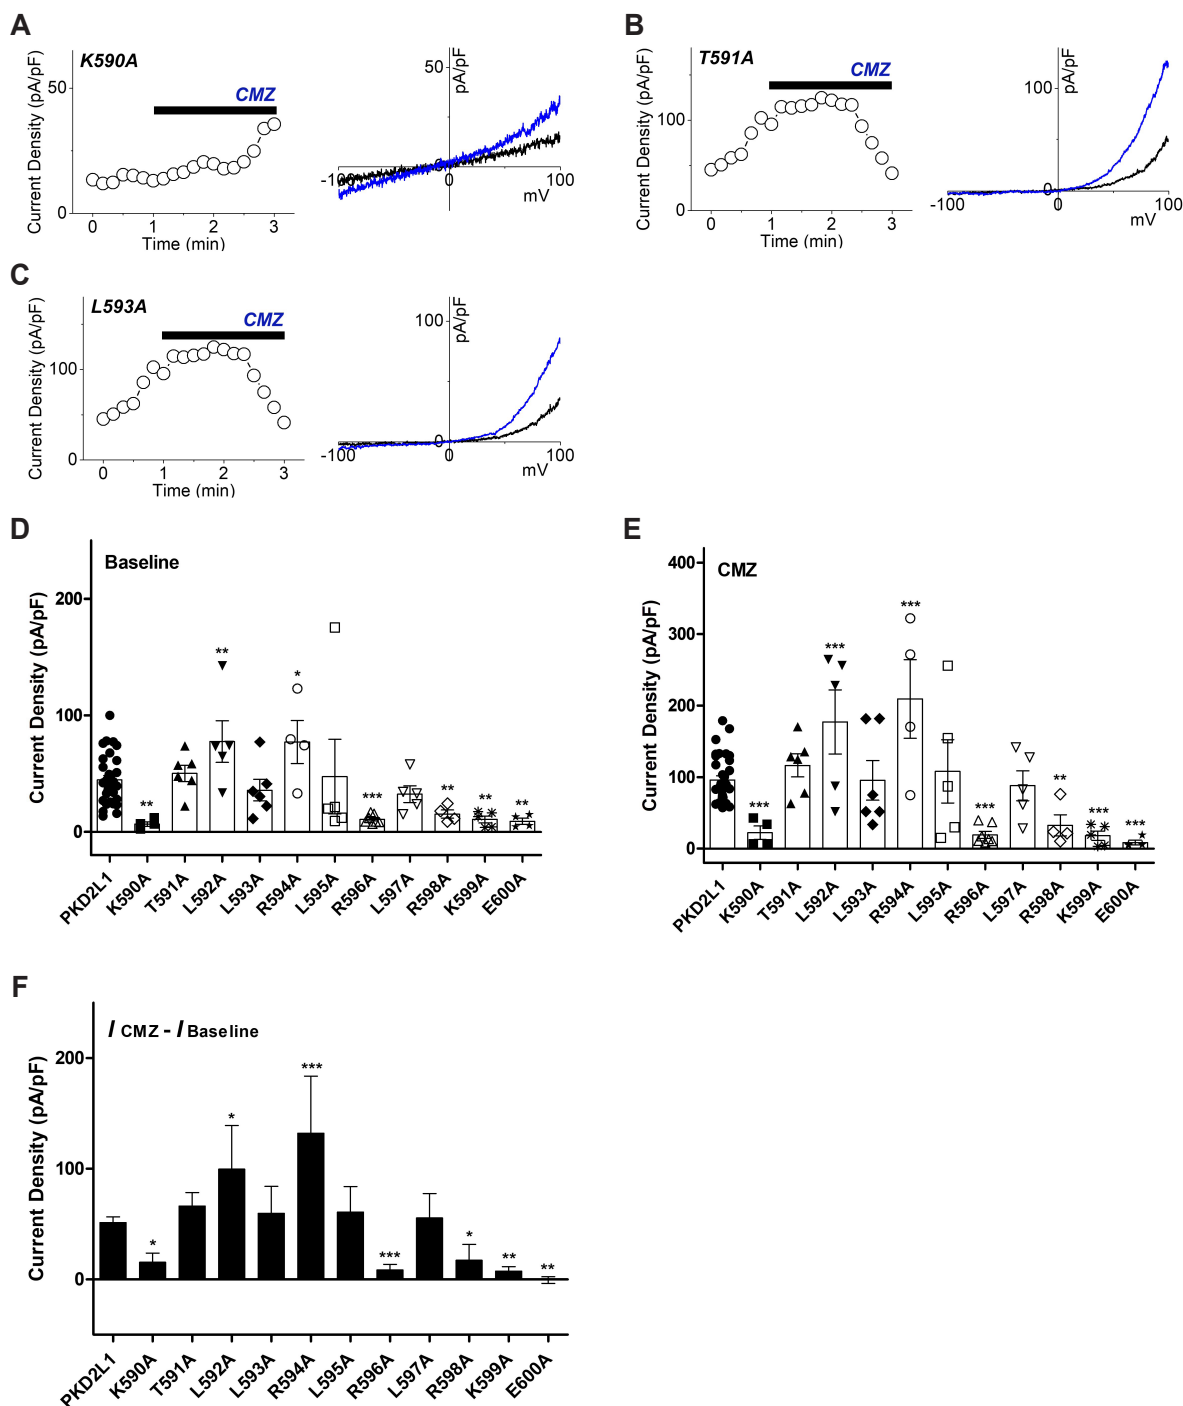 A
K590A
CMZ
Current Density (pA/pF)
50
0
0 1 2 3
Time (min)
50
pA/pF
-100 0 100
mV
B
T591A
CMZ
Current Density (pA/pF)
100
0
0 1 2 3
Time (min)
100
pA/pF
0
-100 0 100
mV
C
L593A
CMZ
Current Density (pA/pF)
100
0
0 1 2 3
Time (min)
100
pA/pF
0
-100 0 100
mV
D
Baseline
Current Density (pA/pF)
200
100
0
** ** * *** ** ** **
PKD2L1 K590A T591A L592A L593A R594A L595A R596A L597A R598A K599A E600A
E
CMZ
Current Density (pA/pF)
400
300
200
100
0
*** *** *** *** ** *** ***
PKD2L1 K590A T591A L592A L593A R594A L595A R596A L597A R598A K599A E600A
F
I CMZ - I Baseline
Current Density (pA/pF)
200
100
0
* * *** *** * ** **
PKD2L1 K590A T591A L592A L593A R594A L595A R596A L597A R598A K599A E600A